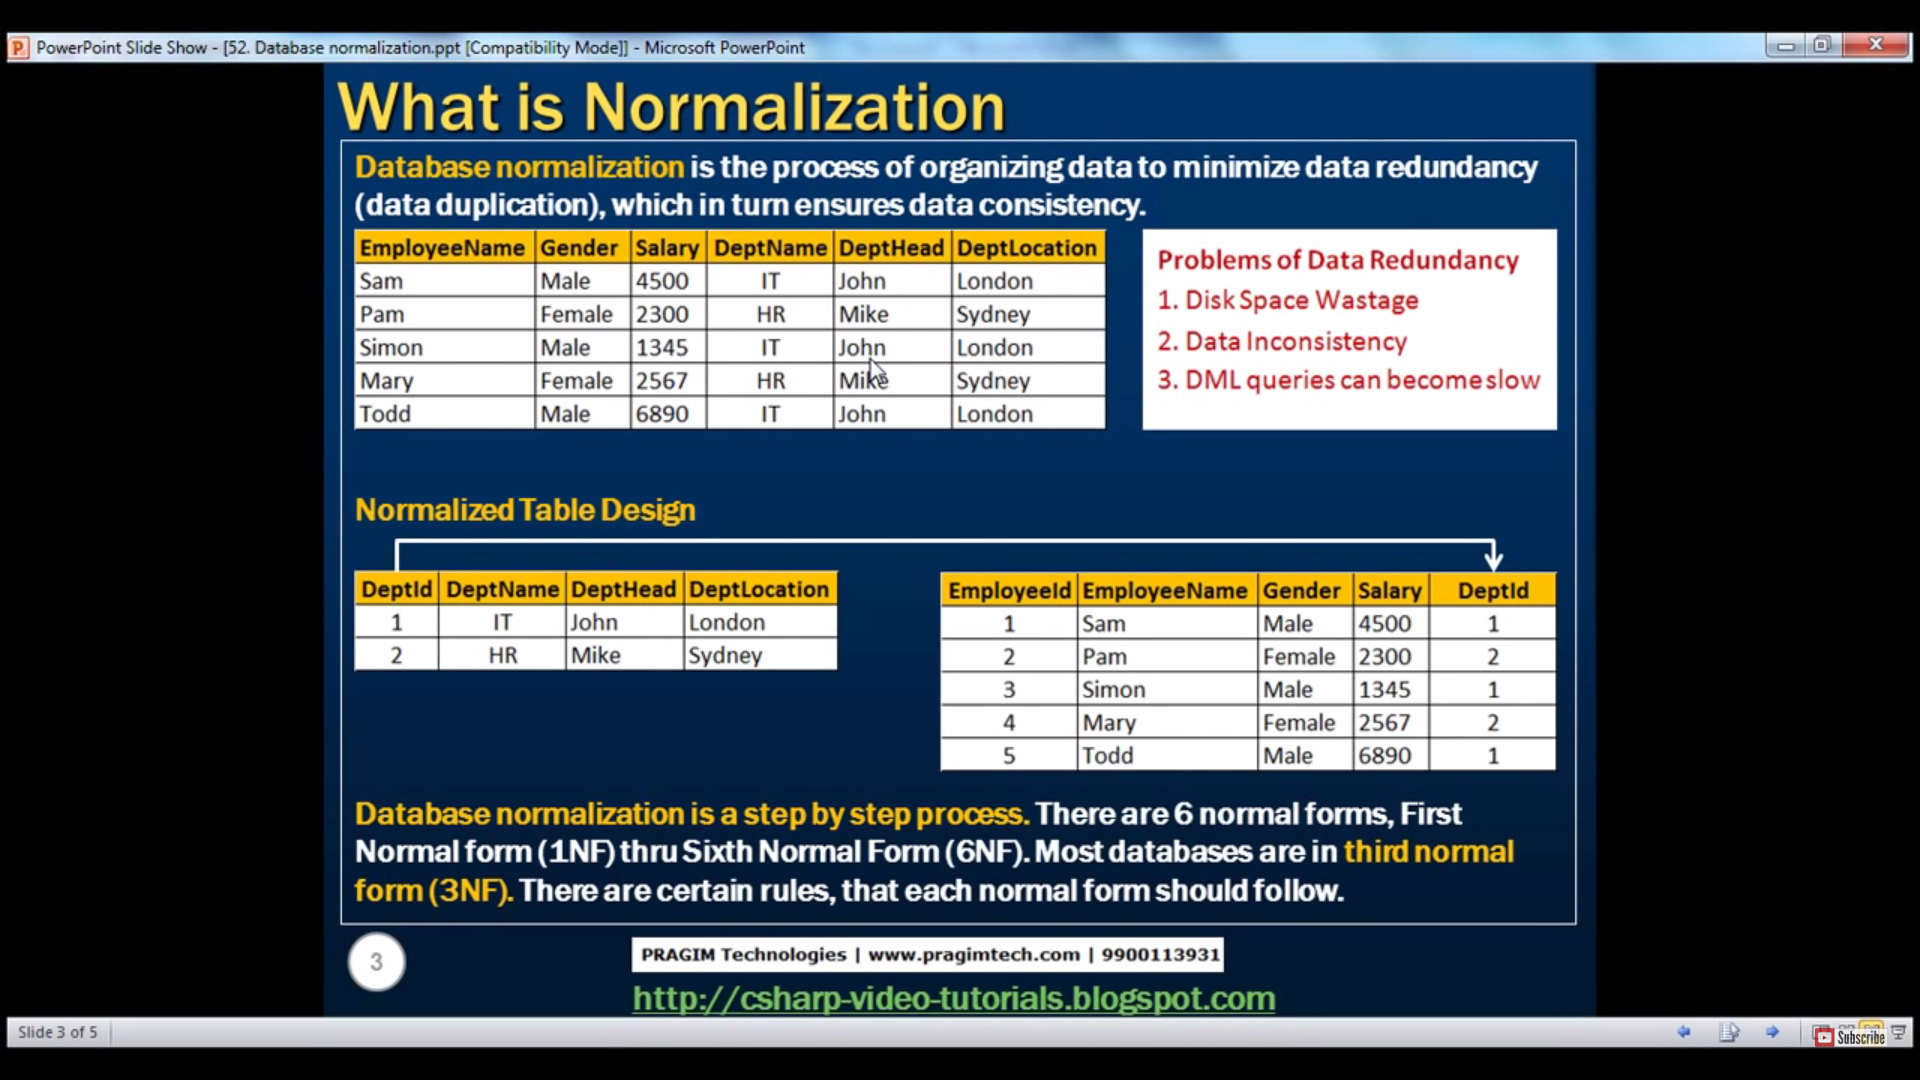 PowerPoint Slide Show - [52. Database normalization.ppt [Compatibility Mode]] - Microsoft PowerPoint
What is Normalization
Database normalization is the process of organizing data to minimize data redundancy
(data duplication), which in turn ensures data consistency.
EmployeeName Gender Salary DeptName DeptHead DeptLocation
Sam Male 4500 IT John London
Pam Female 2300 HR Mike Sydney
Simon Male 1345 IT John London
Mary Female 2567 HR Mike Sydney
Todd Male 6890 IT John London
Problems of Data Redundancy
1. Disk Space Wastage
2. Data Inconsistency
3. DML queries can become slow
Normalized Table Design
DeptId DeptName DeptHead DeptLocation
1 IT John London
2 HR Mike Sydney
EmployeeId EmployeeName Gender Salary DeptId
1 Sam Male 4500 1
2 Pam Female 2300 2
3 Simon Male 1345 1
4 Mary Female 2567 2
5 Todd Male 6890 1
Database normalization is a step by step process. There are 6 normal forms, First
Normal form (1NF) thru Sixth Normal Form (6NF). Most databases are in third normal
form (3NF). There are certain rules, that each normal form should follow.
3
PRAGIM Technologies | www.pragimtech.com | 9900113931
http://csharp-video-tutorials.blogspot.com
Slide 3 of 5
Subscribe